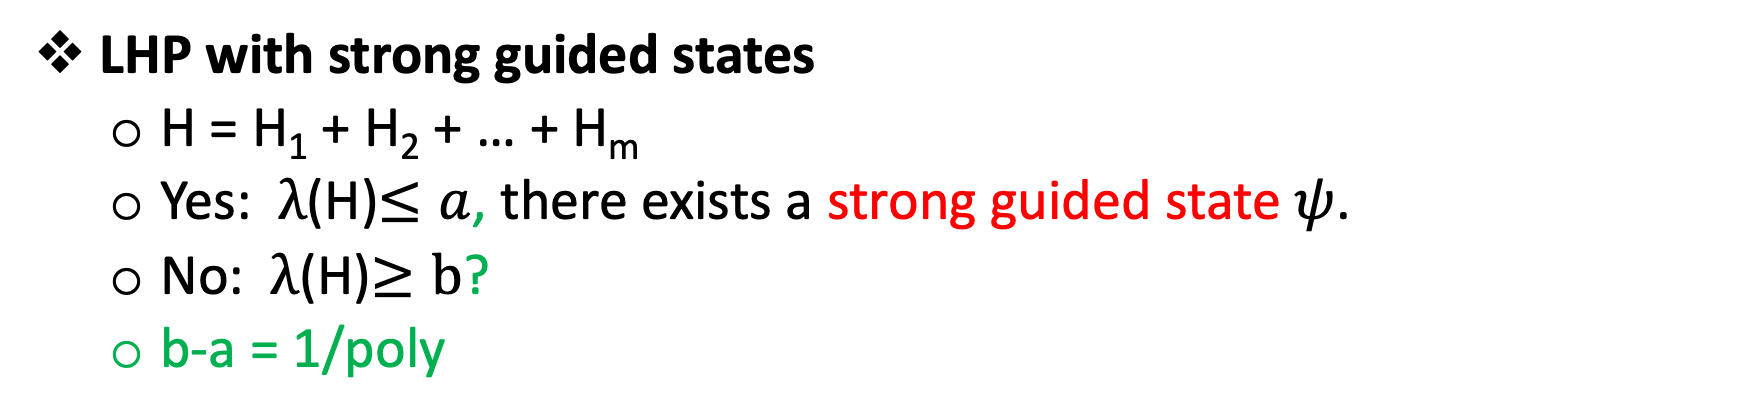 ❖ LHP with strong guided states
○ H = H₁ + H₂ + ... + Hₘ
○ Yes: λ(H)≤ a, there exists a strong guided state ψ.
○ No: λ(H)≥ b?
○ b-a = 1/poly